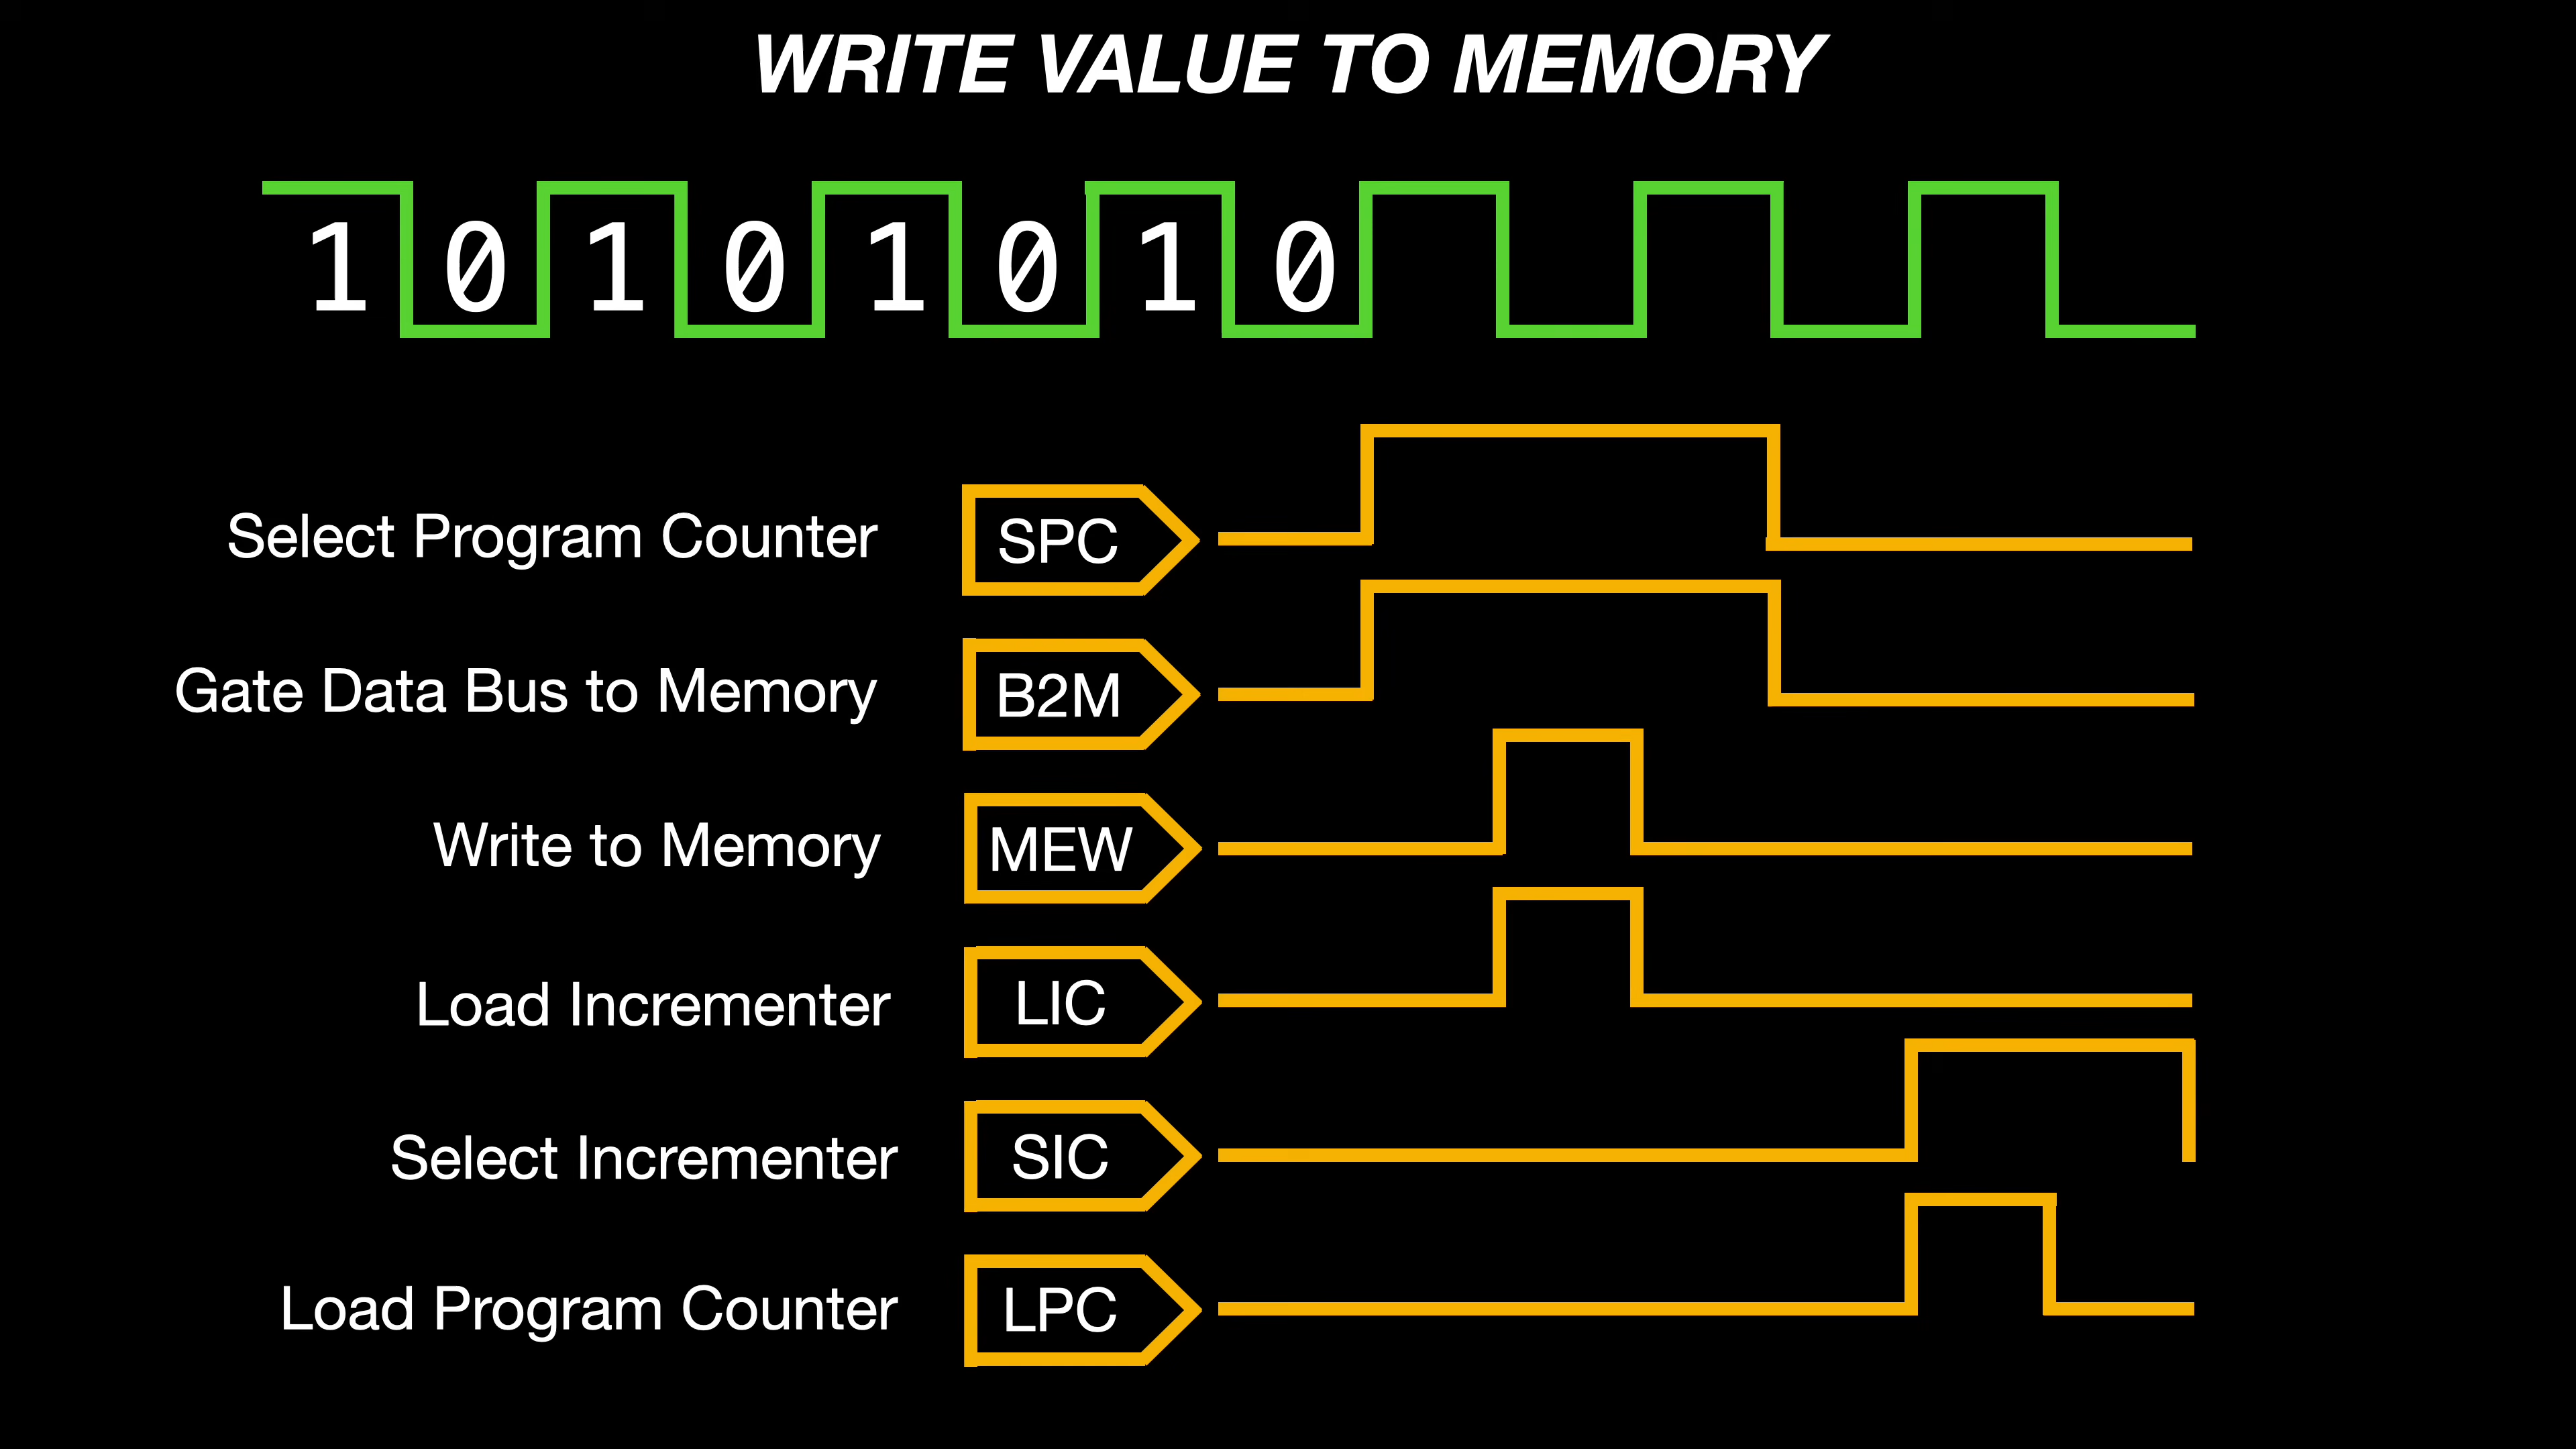 WRITE VALUE TO MEMORY
1 0 1 0 1 0 1 0
Select Program Counter SPC
Gate Data Bus to Memory B2M
Write to Memory MEW
Load Incrementer LIC
Select Incrementer SIC
Load Program Counter LPC